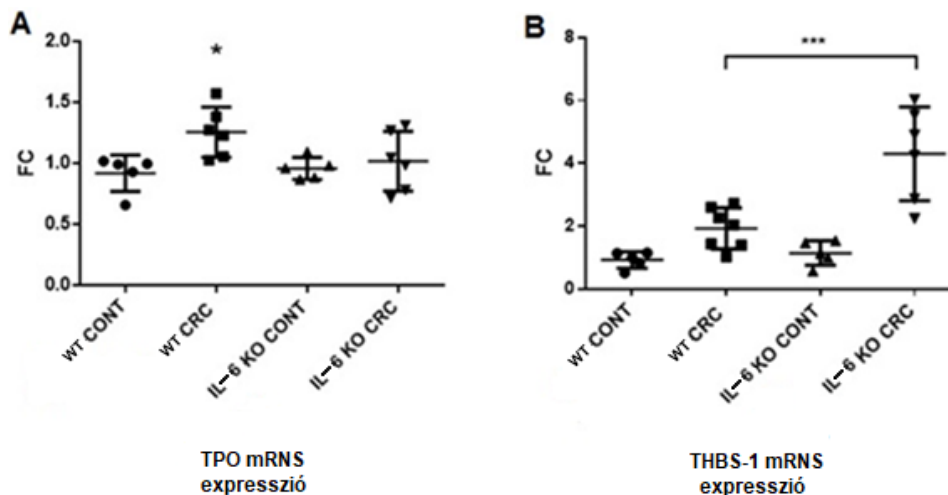 A
2.0
1.5
1.0
0.5
0.0
FC
*
WT CONT
WT CRC
IL-6 KO CONT
IL-6 KO CRC
TPO mRNS
expresszió
B
8
6
4
2
0
FC
***
WT CONT
WT CRC
IL-6 KO CONT
IL-6 KO CRC
THBS-1 mRNS
expresszió